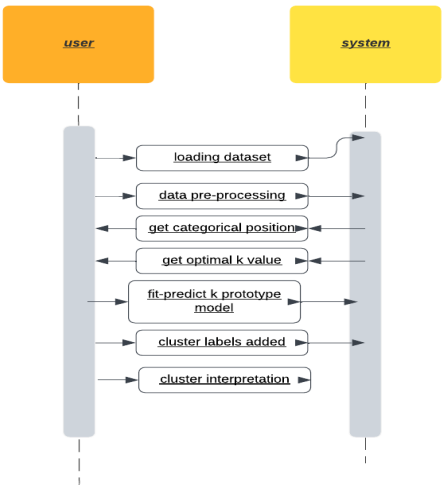 user
system
loading dataset
data pre-processing
get categorical position
get optimal k value
fit-predict k prototype
model
cluster labels added
cluster interpretation